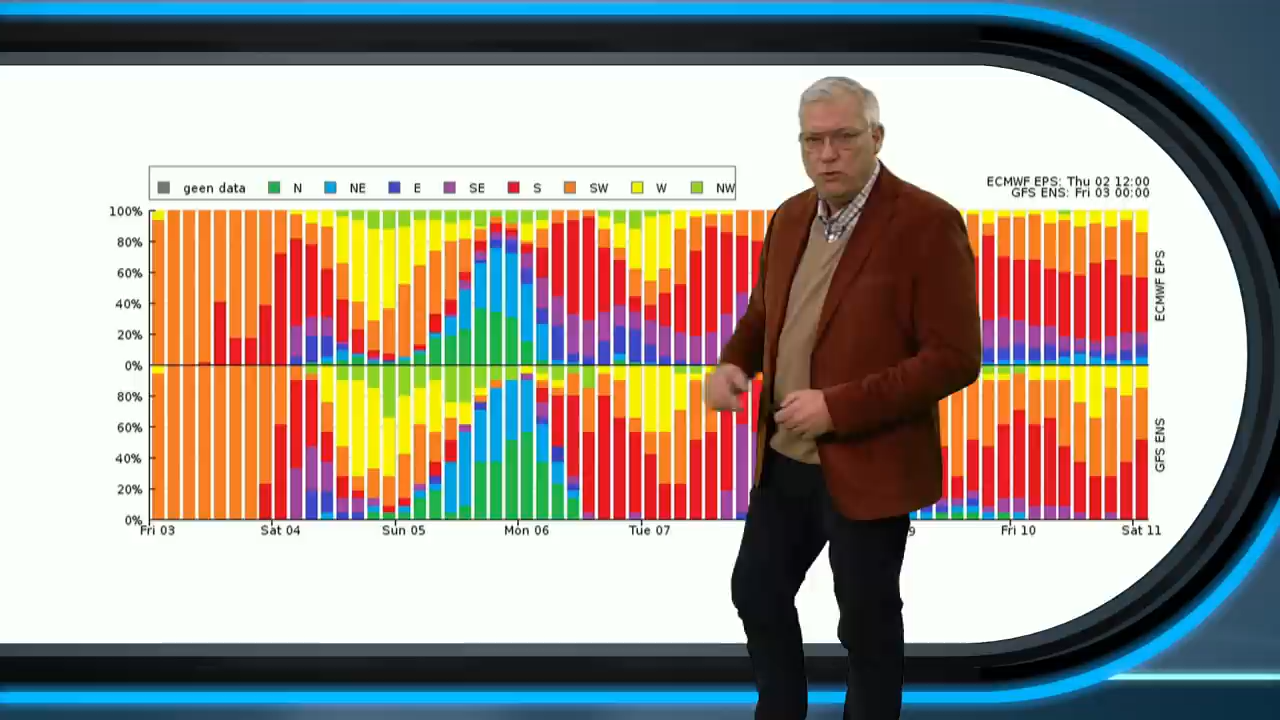 geen data N NE E SE S SW W NW
ECMWF EPS: Thu 02 12:00
GFS ENS: Fri 03 00:00
100%
80%
60%
40%
20%
0%
ECMWF EPS
80%
60%
40%
20%
0%
GFS ENS
Fri 03 Sat 04 Sun 05 Mon 06 Tue 07 9 Fri 10 Sat 11